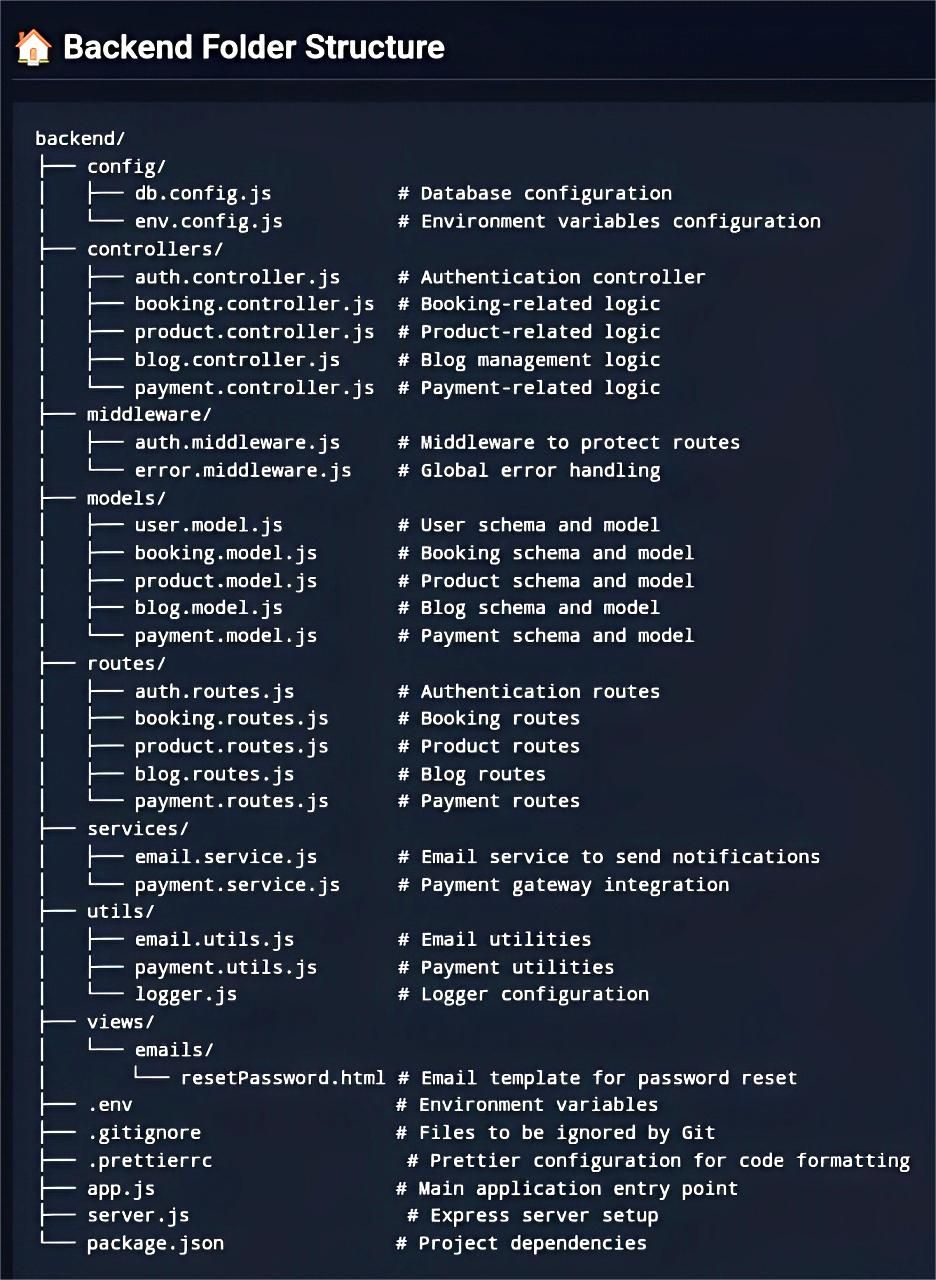 🏠 Backend Folder Structure
backend/
├── config/
│   ├── db.config.js           # Database configuration
│   └── env.config.js          # Environment variables configuration
├── controllers/
│   ├── auth.controller.js     # Authentication controller
│   ├── booking.controller.js  # Booking-related logic
│   ├── product.controller.js  # Product-related logic
│   ├── blog.controller.js     # Blog management logic
│   └── payment.controller.js  # Payment-related logic
├── middleware/
│   ├── auth.middleware.js     # Middleware to protect routes
│   └── error.middleware.js    # Global error handling
├── models/
│   ├── user.model.js          # User schema and model
│   ├── booking.model.js       # Booking schema and model
│   ├── product.model.js       # Product schema and model
│   ├── blog.model.js          # Blog schema and model
│   └── payment.model.js       # Payment schema and model
├── routes/
│   ├── auth.routes.js         # Authentication routes
│   ├── booking.routes.js      # Booking routes
│   ├── product.routes.js      # Product routes
│   ├── blog.routes.js         # Blog routes
│   └── payment.routes.js      # Payment routes
├── services/
│   ├── email.service.js       # Email service to send notifications
│   └── payment.service.js     # Payment gateway integration
├── utils/
│   ├── email.utils.js         # Email utilities
│   ├── payment.utils.js       # Payment utilities
│   └── logger.js              # Logger configuration
├── views/
│   └── emails/
│       └── resetPassword.html # Email template for password reset
├── .env                       # Environment variables
├── .gitignore                 # Files to be ignored by Git
├── .prettierrc                 # Prettier configuration for code formatting
├── app.js                     # Main application entry point
├── server.js                   # Express server setup
└── package.json               # Project dependencies